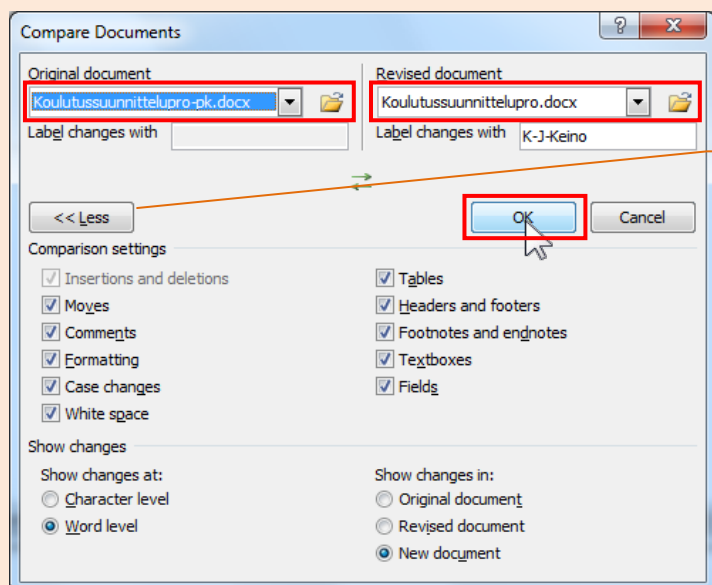 Compare Documents
?
Original document
Revised document
Koulutussuunnittelupro-pk.docx
Koulutussuunnittelupro.docx
Label changes with
Label changes with
K-J-Keino
<< Less
OK
Cancel
Comparison settings
Insertions and deletions
Tables
Moves
Headers and footers
Comments
Footnotes and endnotes
Formatting
Textboxes
Case changes
Fields
White space
Show changes
Show changes at:
Show changes in:
Character level
Original document
Word level
Revised document
New document